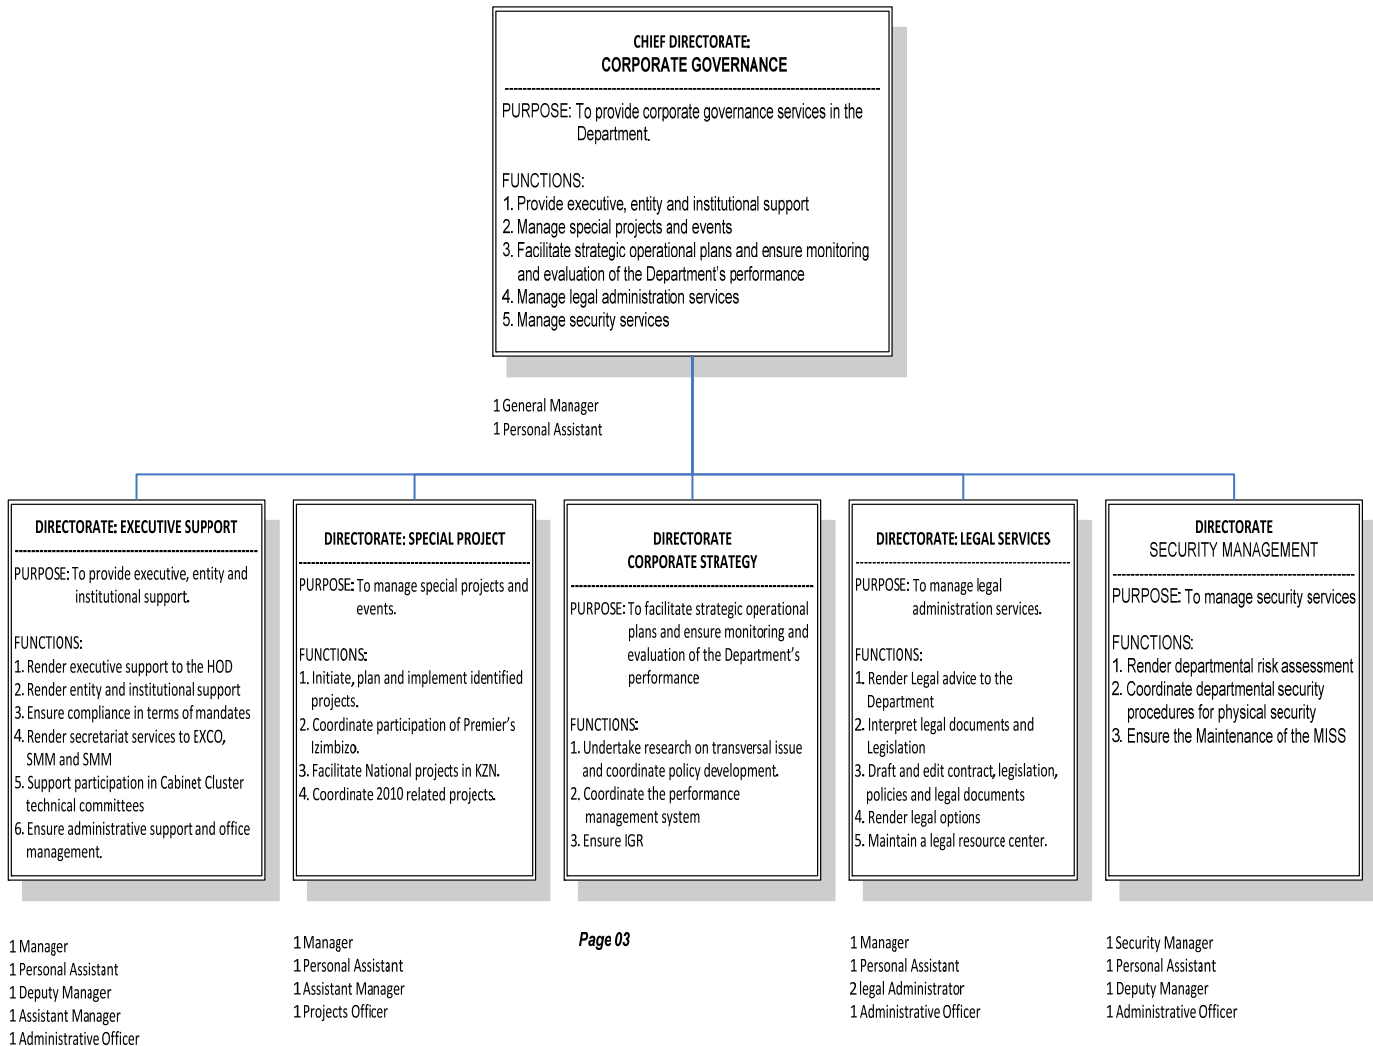 CHIEF DIRECTORATE:
CORPORATE GOVERNANCE
PURPOSE: To provide corporate governance services in the
Department.
FUNCTIONS:
1. Provide executive, entity and institutional support
2. Manage special projects and events
3. Facilitate strategic operational plans and ensure monitoring
and evaluation of the Department's performance
4. Manage legal administration services
5. Manage security services
1 General Manager
1 Personal Assistant
DIRECTORATE: EXECUTIVE SUPPORT
PURPOSE: To provide executive, entity and
institutional support.
FUNCTIONS:
1. Render executive support to the HOD
2. Render entity and institutional support
3. Ensure compliance in terms of mandates
4. Render secretariat services to EXCO,
SMM and SMM
5. Support participation in Cabinet Cluster
technical committees
6. Ensure administrative support and office
management.
1 Manager
1 Personal Assistant
1 Deputy Manager
1 Assistant Manager
1 Administrative Officer
DIRECTORATE: SPECIAL PROJECT
PURPOSE: To manage special projects and
events.
FUNCTIONS:
1. Initiate, plan and implement identified
projects.
2. Coordinate participation of Premier's
Izimbizo.
3. Facilitate National projects in KZN.
4. Coordinate 2010 related projects.
1 Manager
1 Personal Assistant
1 Assistant Manager
1 Projects Officer
DIRECTORATE
CORPORATE STRATEGY
PURPOSE: To facilitate strategic operational
plans and ensure monitoring and
evaluation of the Department's
performance
FUNCTIONS:
1. Undertake research on transversal issue
and coordinate policy development.
2. Coordinate the performance
management system
3. Ensure IGR
Page 03
DIRECTORATE: LEGAL SERVICES
PURPOSE: To manage legal
administration services.
FUNCTIONS:
1. Render Legal advice to the
Department
2. Interpret legal documents and
Legislation
3. Draft and edit contract, legislation,
policies and legal documents
4. Render legal options
5. Maintain a legal resource center.
1 Manager
1 Personal Assistant
2 legal Administrator
1 Administrative Officer
DIRECTORATE
SECURITY MANAGEMENT
PURPOSE: To manage security services
FUNCTIONS:
1. Render departmental risk assessment
2. Coordinate departmental security
procedures for physical security
3. Ensure the Maintenance of the MISS
1 Security Manager
1 Personal Assistant
1 Deputy Manager
1 Administrative Officer